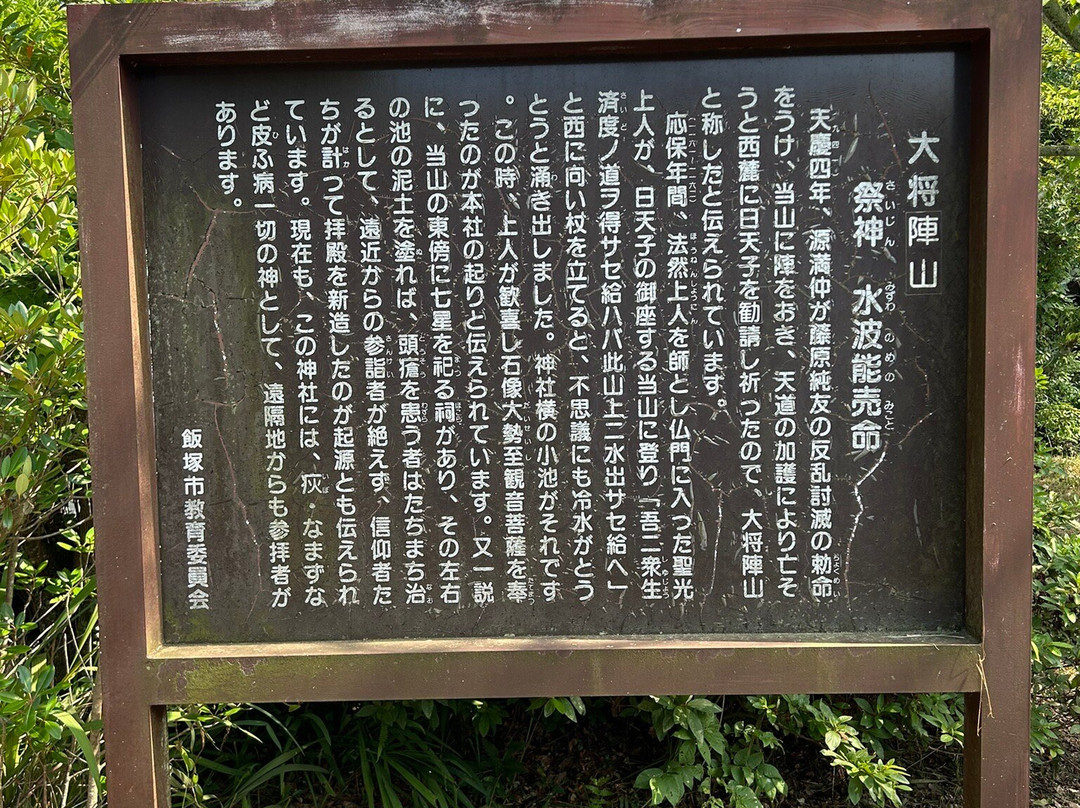 大将陣山
祭神、水波能売命
天慶四年、源満仲が藤原純友の反乱討滅の勅命
をうけ、当山に陣をおき、天道の加護により亡そ
うと西麓に日天子を勧請し祈ったので、大将陣山
と称したと伝えられています。
応保年間、法然上人を師とし仏門に入った聖光
上人が、日天子の御座する当山に登り「吾ニ衆生
済度ノ道ヲ得サセ給ハバ此山上ニ水出サセ給へ」
と西に向い杖を立てると、不思議にも冷水がとう
とうと涌き出しました。神社横の小池がそれです
。この時、上人が歓喜し石像大勢至観音菩薩を奉
つたのが本社の起りと伝えられています。又一説
に、当山の東傍に七星を祀る祠があり、その左右
の池の泥土を塗れば、頭瘡を患う者はたちまち治
るとして、遠近からの参詣者が絶えず、信仰者た
ちが計つて拝殿を新造したのが起源とも伝えられ
ています。現在も、この神社には、疣・なまずな
ど皮ふ病一切の神として、遠隔地からも参拝者が
あります。
飯塚市教育委員会